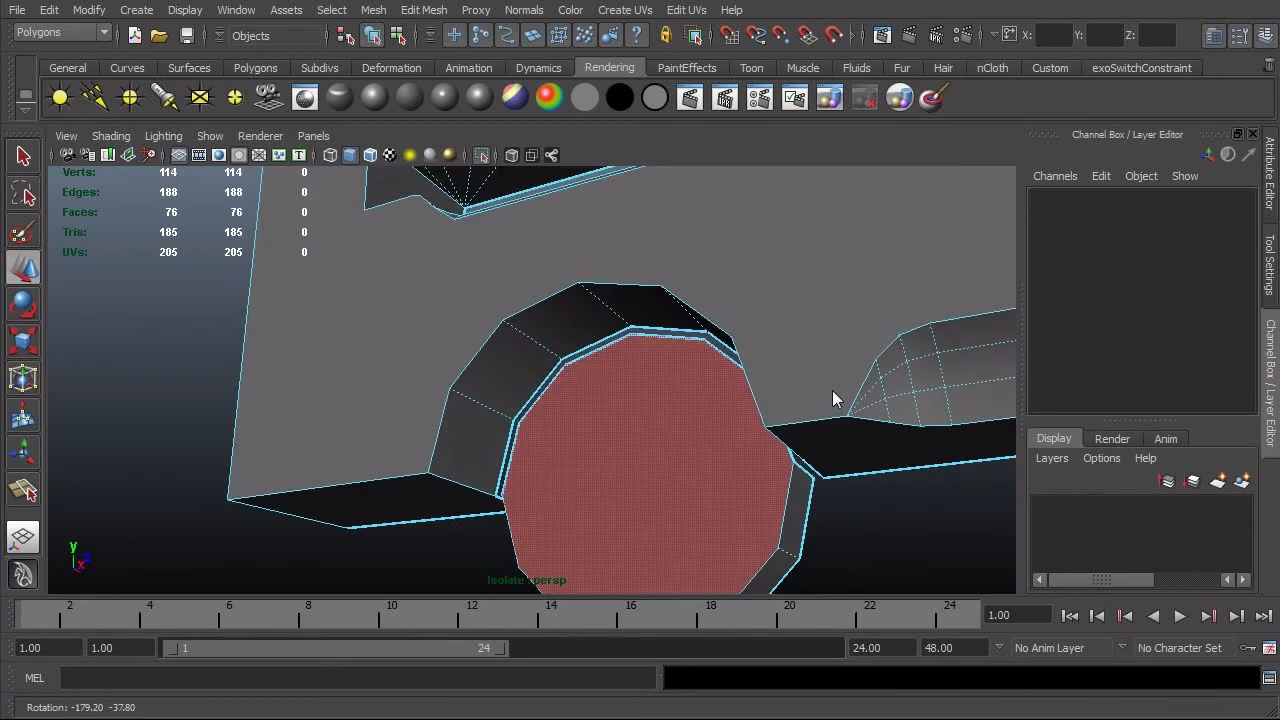 File Edit Modify Create Display Window Assets Select Mesh Edit Mesh Proxy Normals Color Create UVs Edit UVs Help
Polygons Objects X: Y: Z:
General Curves Surfaces Polygons Subdivs Deformation Animation Dynamics Rendering PaintEffects Toon Muscle Fluids Fur Hair nCloth Custom exoSwitchConstraint
View Shading Lighting Show Renderer Panels
Channel Box / Layer Editor
Channels Edit Object Show
Verts: 114 114 0
Edges: 188 188 0
Faces: 76 76 0
Tris: 185 185 0
UVs: 205 205 0
Attribute Editor
Tool Settings
Channel Box / Layer Editor
Display Render Anim
Layers Options Help
y
z
x
Isolate : persp
2 4 6 8 10 12 14 16 18 20 22 24 1.00
1.00 1.00 1 24 24.00 48.00 No Anim Layer No Character Set
MEL
Rotation: -179.20 -37.80